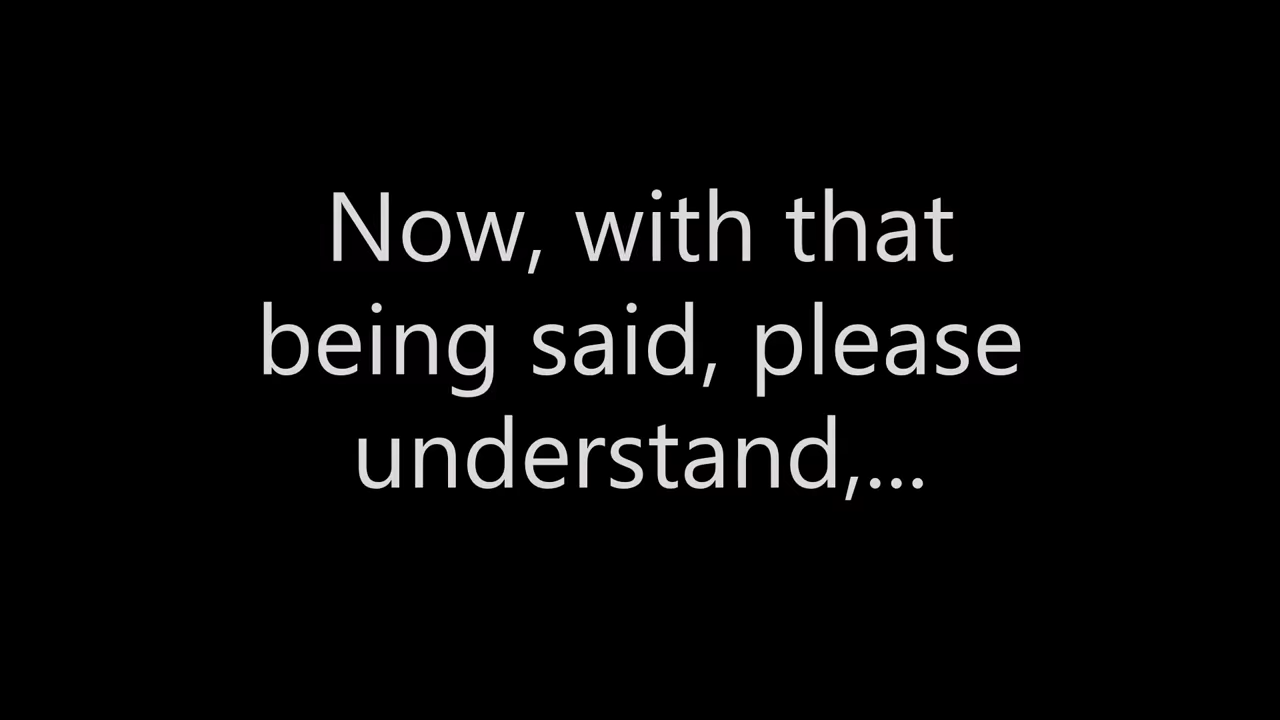 Now, with that
being said, please
understand,...